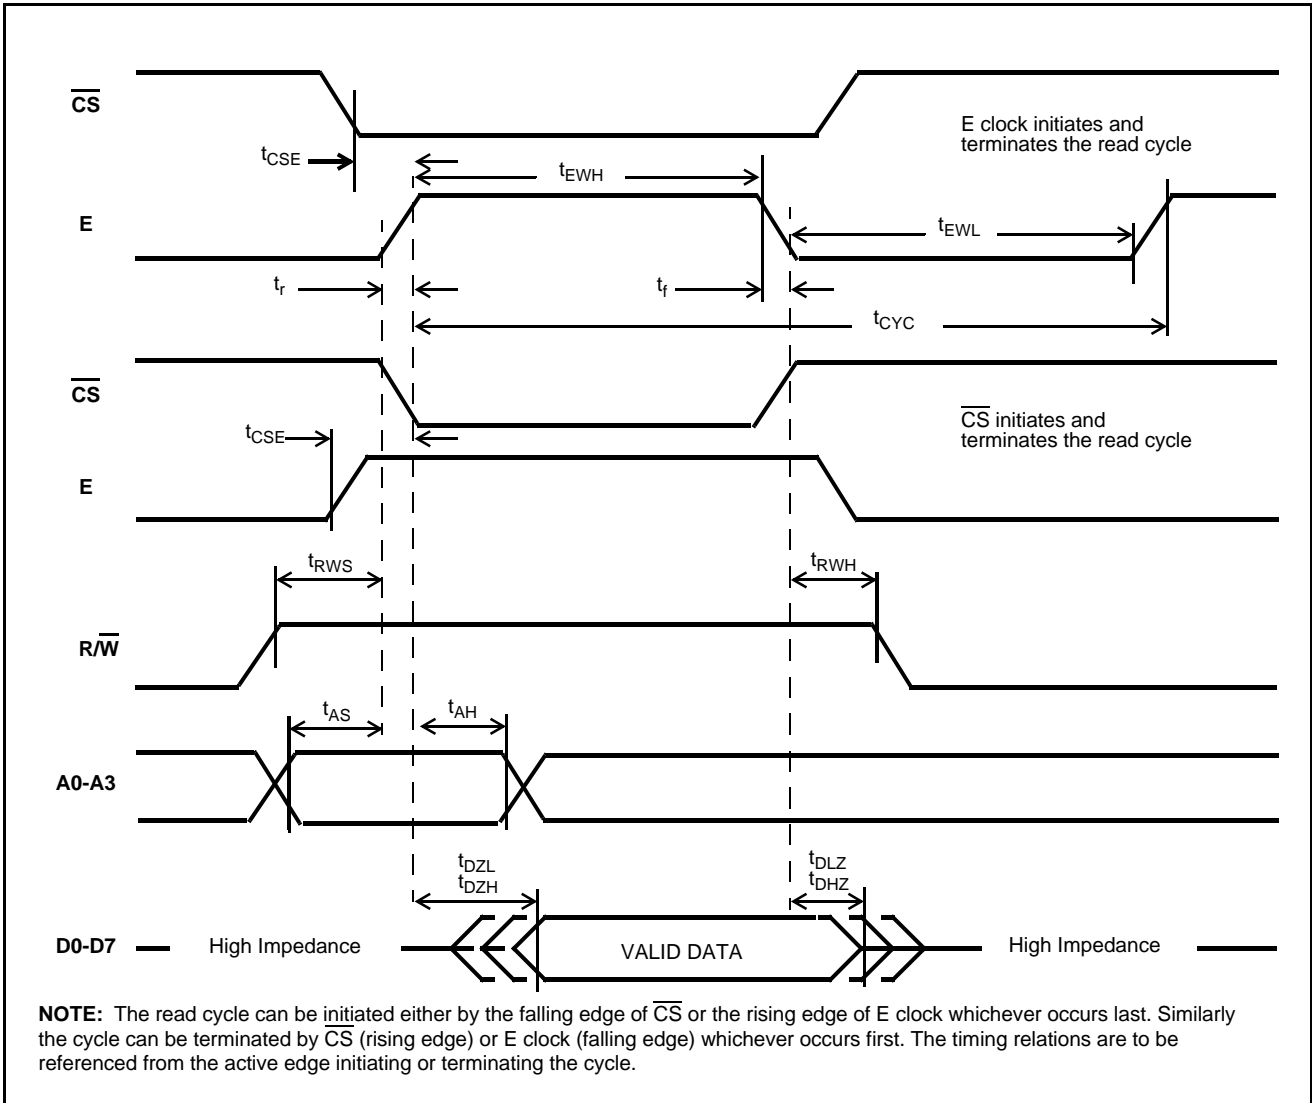 CS
E clock initiates and
terminates the read cycle
tCSE
tEWH
E
tEWL
tr
tf
tCYC
CS
CS initiates and
terminates the read cycle
tCSE
E
tRWS
tRWH
R/W
tAS
tAH
A0-A3
tDZL
tDZH
tDLZ
tDHZ
D0-D7
High Impedance
VALID DATA
High Impedance
NOTE: The read cycle can be initiated either by the falling edge of CS or the rising edge of E clock whichever occurs last. Similarly
the cycle can be terminated by CS (rising edge) or E clock (falling edge) whichever occurs first. The timing relations are to be
referenced from the active edge initiating or terminating the cycle.